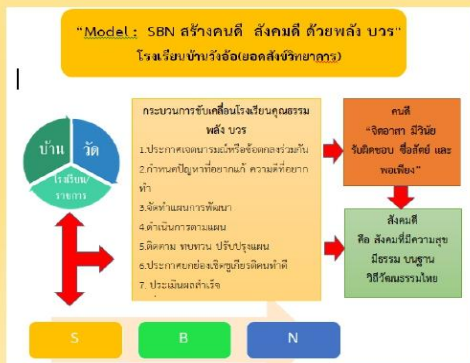 "Model : SBN สร้างคนดี สังคมดี ด้วยพลัง บวร"
โรงเรียนบ้านวังอ้อ(ยอดสังข์วิทยาคาร)
บ้าน
วัด
โรงเรียน/
ราชการ
กระบวนการขับเคลื่อนโรงเรียนคุณธรรม
พลัง บวร
1.ประกาศเจตนารมณ์หรือข้อตกลงร่วมกัน
2.กำหนดปัญหาที่อยากแก้ ความดีที่อยาก
ทำ
3.จัดทำแผนการพัฒนา
4.ดำเนินการตามแผน
5.ติดตาม ทบทวน ปรับปรุงแผน
6.ประกาศยกย่องเชิดชูเกียรติคนทำดี
7. ประเมินผลสำเร็จ
คนดี
"จิตอาสา มีวินัย
รับผิดชอบ ซื่อสัตย์ และ
พอเพียง"
สังคมดี
คือ สังคมที่มีความสุข
มีธรรม บนฐาน
วิถีวัฒนธรรมไทย
S
B
N